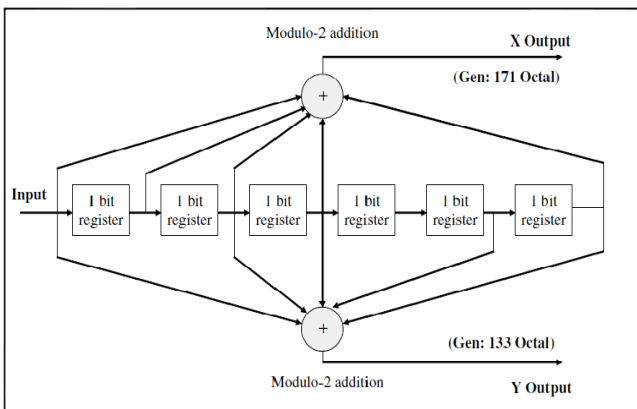 Modulo-2 addition
X Output
(Gen: 171 Octal)
+
Input
1 bit register
1 bit register
1 bit register
1 bit register
1 bit register
1 bit register
+
(Gen: 133 Octal)
Modulo-2 addition
Y Output